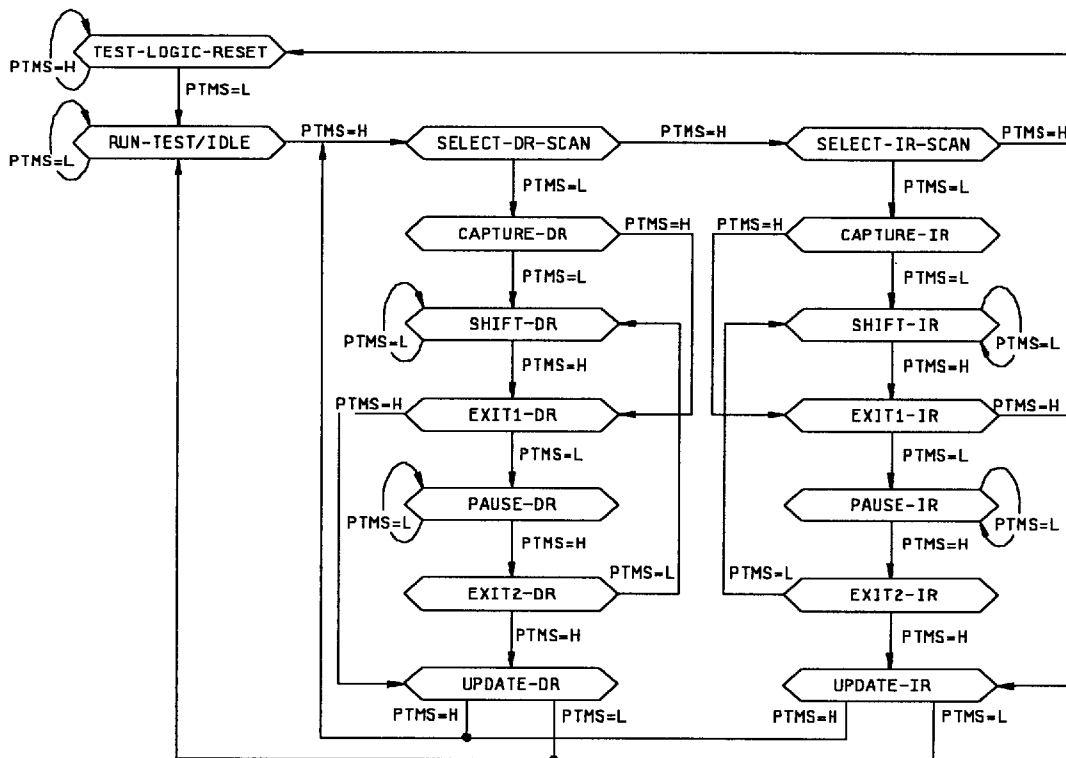 TEST-LOGIC-RESET
PTMS=H
PTMS=L
RUN-TEST/IDLE
PTMS=L
PTMS=H
SELECT-DR-SCAN
PTMS=H
SELECT-IR-SCAN
PTMS=H
PTMS=L
PTMS=L
CAPTURE-DR
PTMS=H
PTMS=H
CAPTURE-IR
PTMS=L
PTMS=L
SHIFT-DR
PTMS=L
SHIFT-IR
PTMS=L
PTMS=H
PTMS=H
PTMS=H
EXIT1-DR
EXIT1-IR
PTMS=H
PTMS=L
PTMS=L
PAUSE-DR
PTMS=L
PAUSE-IR
PTMS=L
PTMS=H
PTMS=H
EXIT2-DR
PTMS=L
PTMS=L
EXIT2-IR
PTMS=H
PTMS=H
UPDATE-DR
UPDATE-IR
PTMS=H
PTMS=L
PTMS=H
PTMS=L